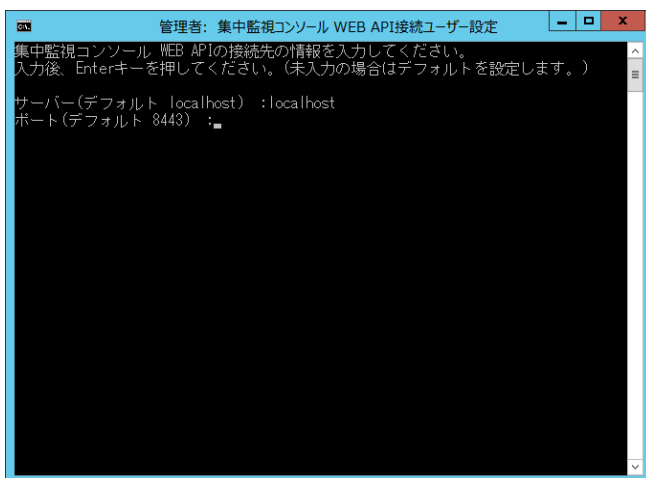 管理者: 集中監視コンソール WEB API接続ユーザー設定
集中監視コンソール WEB APIの接続先の情報を入力してください。
入力後、Enterキーを押してください。(未入力の場合はデフォルトを設定します。)
サーバー(デフォルト localhost) :localhost
ポート(デフォルト 8443) :